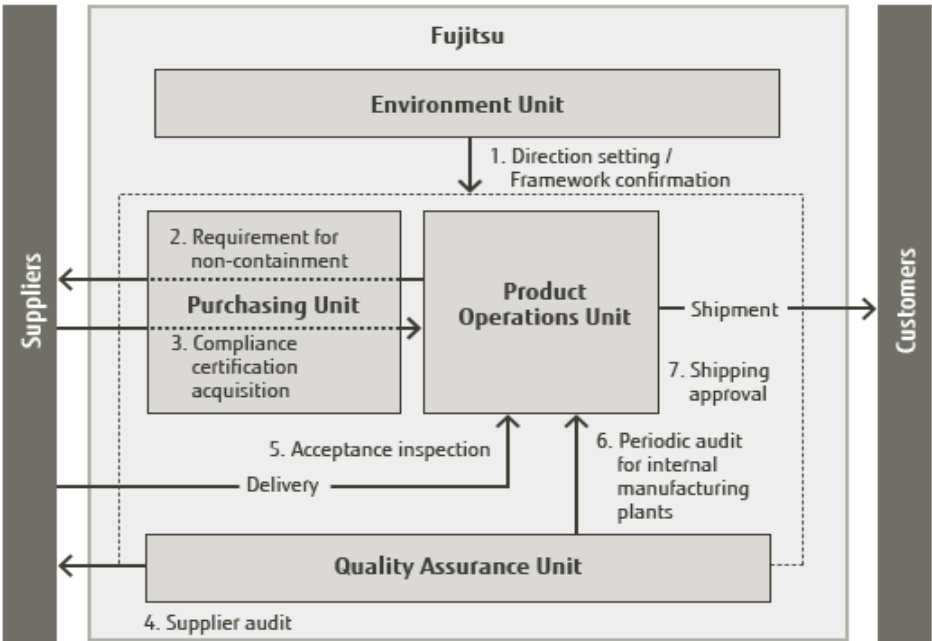 Fujitsu
Environment Unit
1. Direction setting /
Framework confirmation
Suppliers
2. Requirement for
non-containment
Purchasing Unit
3. Compliance
certification
acquisition
Product
Operations Unit
Shipment
Customers
7. Shipping
approval
5. Acceptance inspection
Delivery
6. Periodic audit
for internal
manufacturing
plants
Quality Assurance Unit
4. Supplier audit